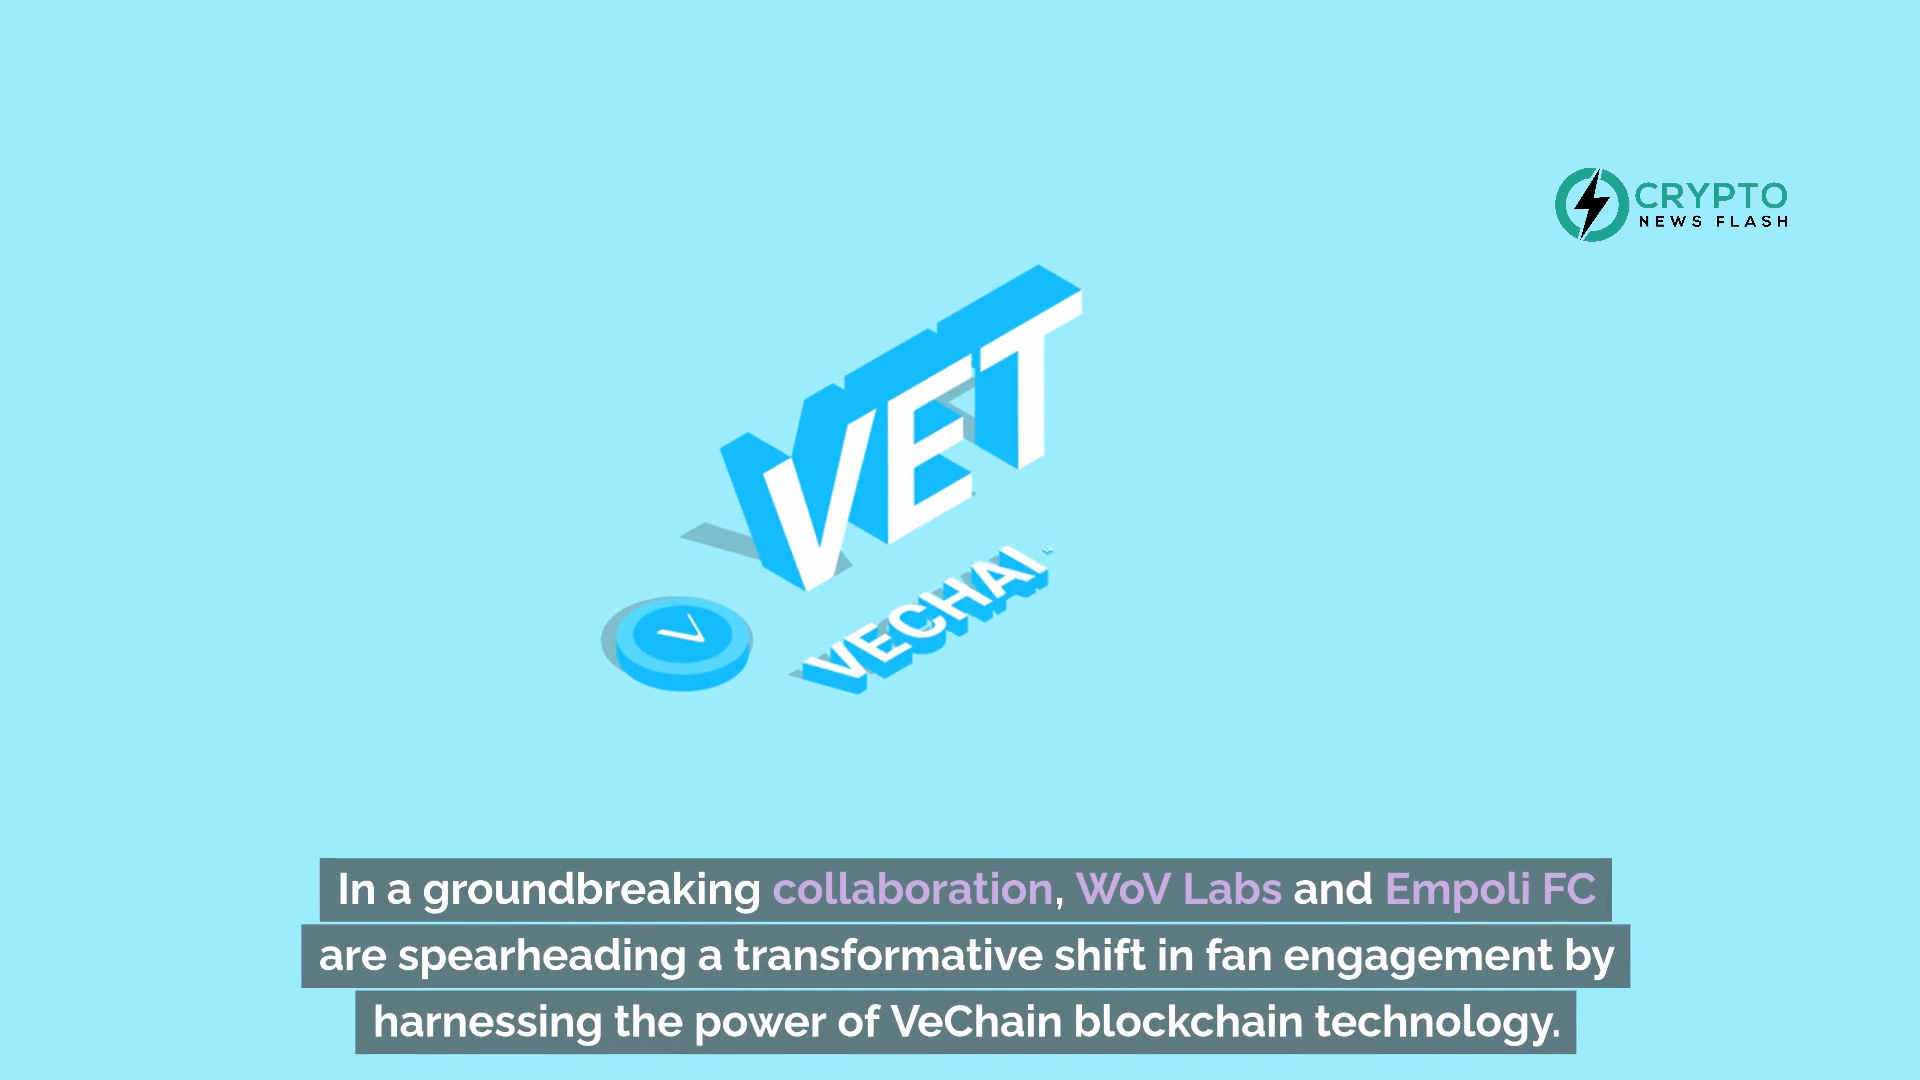 CRYPTO
NEWS FLASH
VET
VECHAI
In a groundbreaking collaboration, WoV Labs and Empoli FC
are spearheading a transformative shift in fan engagement by
harnessing the power of VeChain blockchain technology.